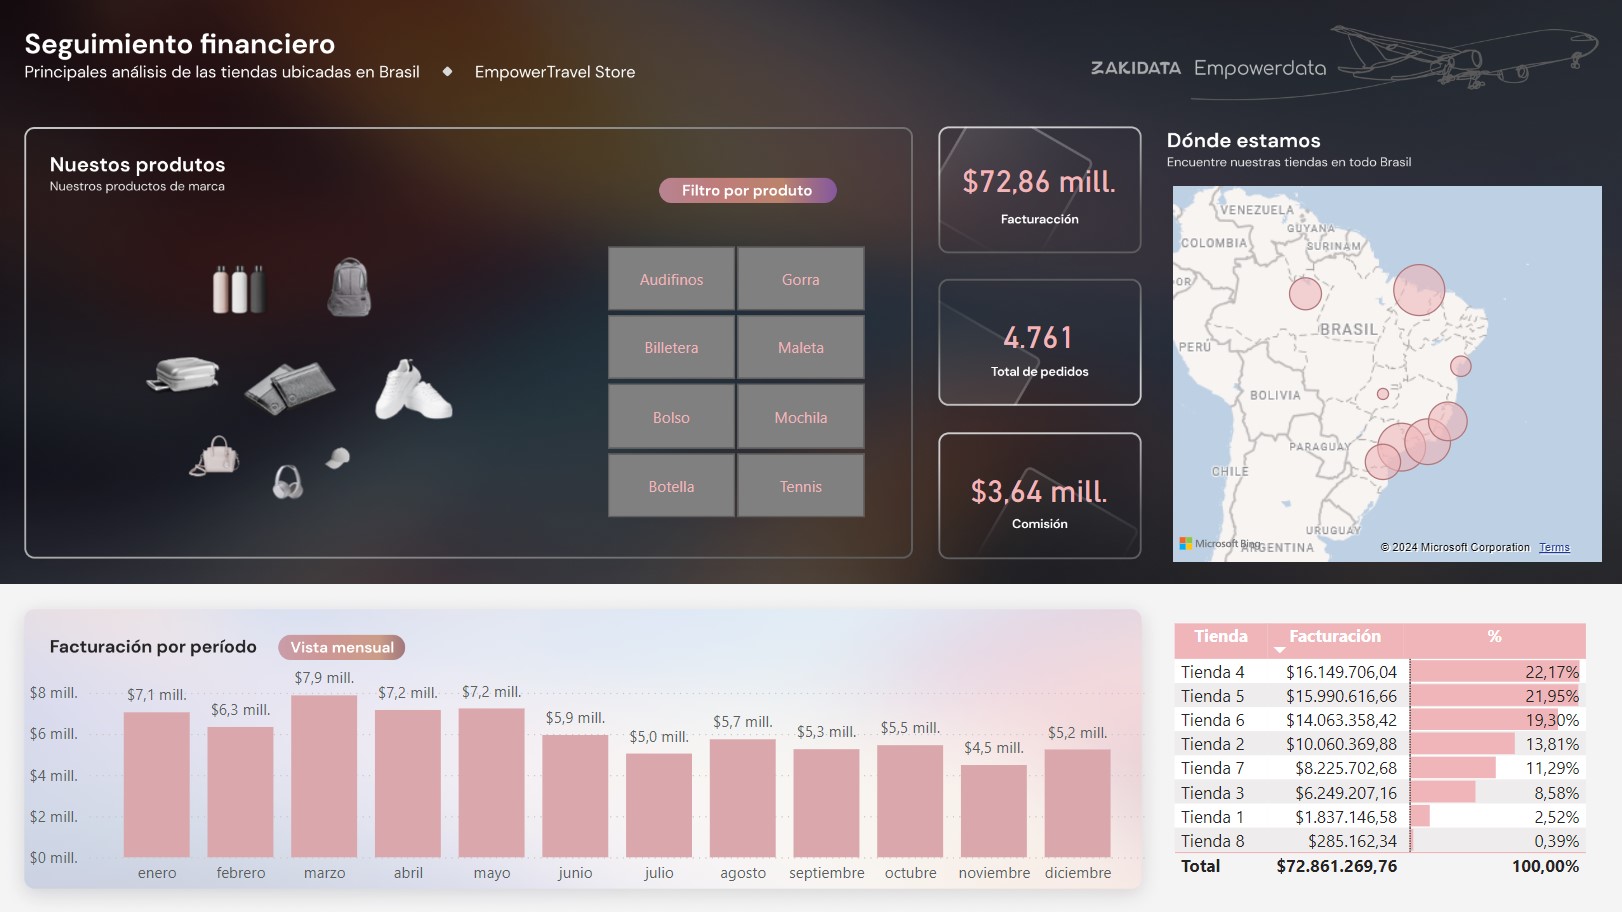 Seguimiento financiero
Principales análisis de las tiendas ubicadas en Brasil ◆ EmpowerTravel Store
ZAKIDATA Empowerdata
Nuestos produtos
Nuestros productos de marca
Filtro por produto
Audifinos Gorra
Billetera Maleta
Bolso Mochila
Botella Tennis
$72,86 mill.
Facturacción
4.761
Total de pedidos
$3,64 mill.
Comisión
Dónde estamos
Encuentre nuestras tiendas en todo Brasil
VENEZUELA
GUYANA
COLOMBIA
SURINAM
OR
BRASIL
PERÚ
BOLIVIA
PARAGUAY
CHILE
URUGUAY
ARGENTINA
Microsoft Bing
© 2024 Microsoft Corporation Terms
Facturación por período Vista mensual
$8 mill.
$6 mill.
$4 mill.
$2 mill.
$0 mill.
$7,1 mill. $6,3 mill. $7,9 mill. $7,2 mill. $7,2 mill. $5,9 mill. $5,0 mill. $5,7 mill. $5,3 mill. $5,5 mill. $4,5 mill. $5,2 mill.
enero febrero marzo abril mayo junio julio agosto septiembre octubre noviembre diciembre
Tienda Facturación %
Tienda 4 $16.149.706,04 22,17%
Tienda 5 $15.990.616,66 21,95%
Tienda 6 $14.063.358,42 19,30%
Tienda 2 $10.060.369,88 13,81%
Tienda 7 $8.225.702,68 11,29%
Tienda 3 $6.249.207,16 8,58%
Tienda 1 $1.837.146,58 2,52%
Tienda 8 $285.162,34 0,39%
Total $72.861.269,76 100,00%